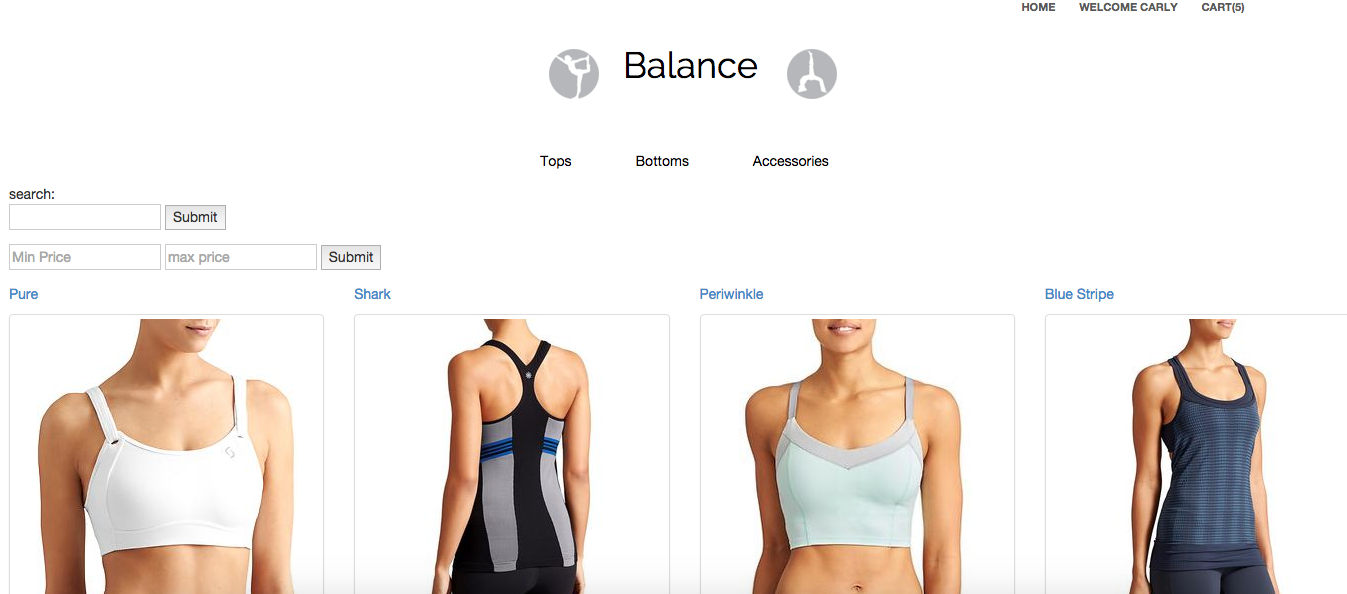 HOME WELCOME CARLY CART(5)
Balance
Tops Bottoms Accessories
search:
Submit
Min Price max price Submit
Pure Shark Periwinkle Blue Stripe